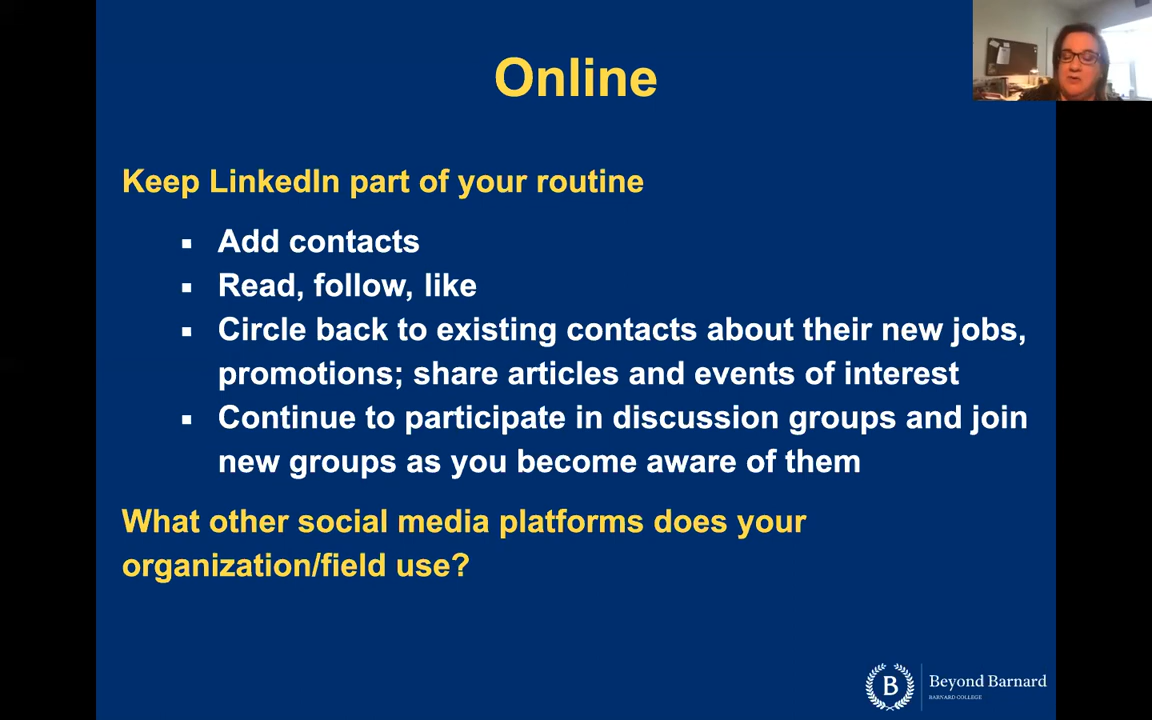 Online
Keep LinkedIn part of your routine
Add contacts
Read, follow, like
Circle back to existing contacts about their new jobs,
promotions; share articles and events of interest
Continue to participate in discussion groups and join
new groups as you become aware of them
What other social media platforms does your
organization/field use?
B
Beyond Barnard
BARNARD COLLEGE